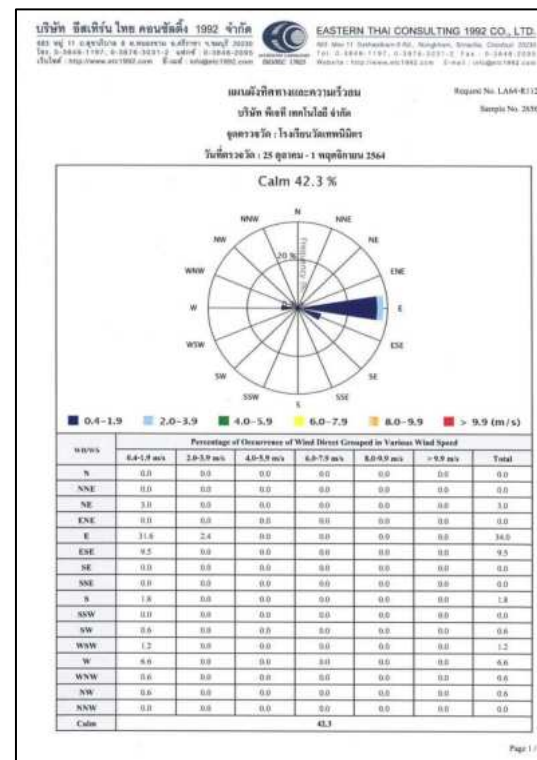 บริษัท อีสเทิร์น ไทย คอนซัลติ้ง 1992 จำกัด
EASTERN THAI CONSULTING 1992 CO., LTD.
แผนผังทิศทางและความเร็วลม
Request No. LA64-R112
บริษัท พีเอที เทคโนโลยี จำกัด
Sample No. 2856
จุดตรวจวัด : โรงเรียนวัดเทพนิมิตร
วันที่ตรวจวัด : 25 ตุลาคม - 1 พฤศจิกายน 2564
Calm 42.3 %
N
NNW NNE
NW NE
20 %
Frequency (%)
WNW ENE
W E
WSW ESE
SW SE
SSW SSE
S
0.4-1.9 2.0-3.9 4.0-5.9 6.0-7.9 8.0-9.9 > 9.9 (m/s)
WD/WS Percentage of Occurrence of Wind Direct Grouped in Various Wind Speed
0.4-1.9 m/s 2.0-3.9 m/s 4.0-5.9 m/s 6.0-7.9 m/s 8.0-9.9 m/s > 9.9 m/s Total
N 0.0 0.0 0.0 0.0 0.0 0.0 0.0
NNE 0.0 0.0 0.0 0.0 0.0 0.0 0.0
NE 3.0 0.0 0.0 0.0 0.0 0.0 3.0
ENE 0.0 0.0 0.0 0.0 0.0 0.0 0.0
E 31.6 2.4 0.0 0.0 0.0 0.0 34.0
ESE 9.5 0.0 0.0 0.0 0.0 0.0 9.5
SE 0.0 0.0 0.0 0.0 0.0 0.0 0.0
SSE 0.0 0.0 0.0 0.0 0.0 0.0 0.0
S 1.8 0.0 0.0 0.0 0.0 0.0 1.8
SSW 0.0 0.0 0.0 0.0 0.0 0.0 0.0
SW 0.6 0.0 0.0 0.0 0.0 0.0 0.6
WSW 1.2 0.0 0.0 0.0 0.0 0.0 1.2
W 6.6 0.0 0.0 0.0 0.0 0.0 6.6
WNW 0.6 0.0 0.0 0.0 0.0 0.0 0.6
NW 0.6 0.0 0.0 0.0 0.0 0.0 0.6
NNW 0.0 0.0 0.0 0.0 0.0 0.0 0.0
Calm 42.3
Page 1/